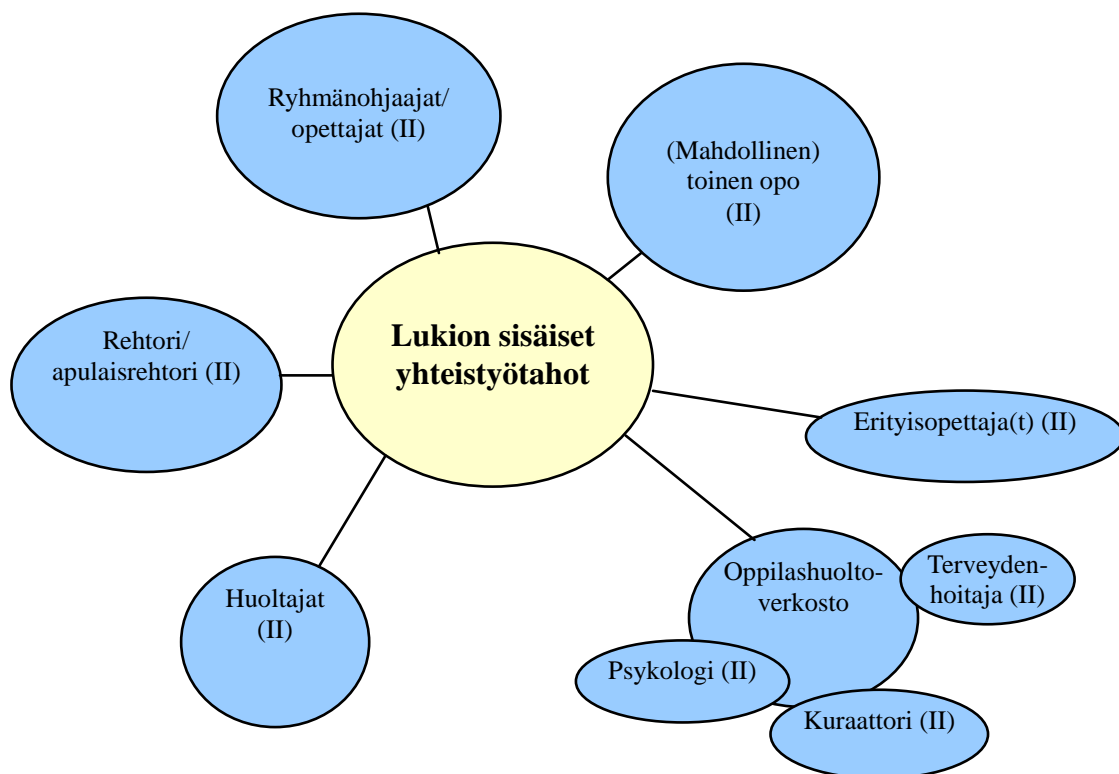 Ryhmänohjaajat/
opettajat (II)
(Mahdollinen)
toinen opo
(II)
Lukion sisäiset
yhteistyötahot
Rehtori/
apulaisrehtori (II)
Erityisopettaja(t) (II)
Huoltajat
(II)
Oppilashuolto-
verkosto
Terveyden-
hoitaja (II)
Psykologi (II)
Kuraattori (II)